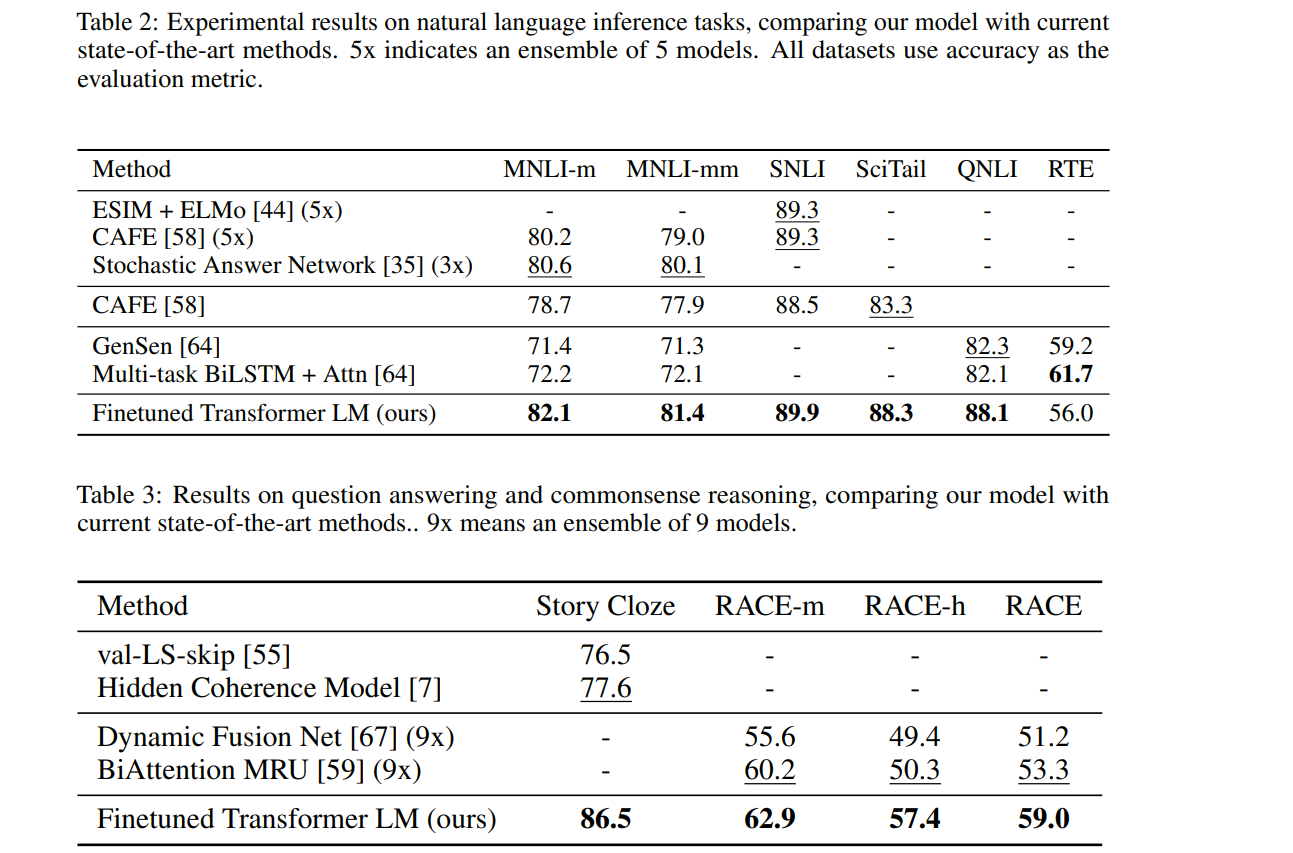 Table 2: Experimental results on natural language inference tasks, comparing our model with current
state-of-the-art methods. 5x indicates an ensemble of 5 models. All datasets use accuracy as the
evaluation metric.
Method MNLI-m MNLI-mm SNLI SciTail QNLI RTE
ESIM + ELMo [44] (5x) - - 89.3 - - -
CAFE [58] (5x) 80.2 79.0 89.3 - - -
Stochastic Answer Network [35] (3x) 80.6 80.1 - - - -
CAFE [58] 78.7 77.9 88.5 83.3
GenSen [64] 71.4 71.3 - - 82.3 59.2
Multi-task BiLSTM + Attn [64] 72.2 72.1 - - 82.1 61.7
Finetuned Transformer LM (ours) 82.1 81.4 89.9 88.3 88.1 56.0
Table 3: Results on question answering and commonsense reasoning, comparing our model with
current state-of-the-art methods.. 9x means an ensemble of 9 models.
Method Story Cloze RACE-m RACE-h RACE
val-LS-skip [55] 76.5 - - -
Hidden Coherence Model [7] 77.6 - - -
Dynamic Fusion Net [67] (9x) - 55.6 49.4 51.2
BiAttention MRU [59] (9x) - 60.2 50.3 53.3
Finetuned Transformer LM (ours) 86.5 62.9 57.4 59.0